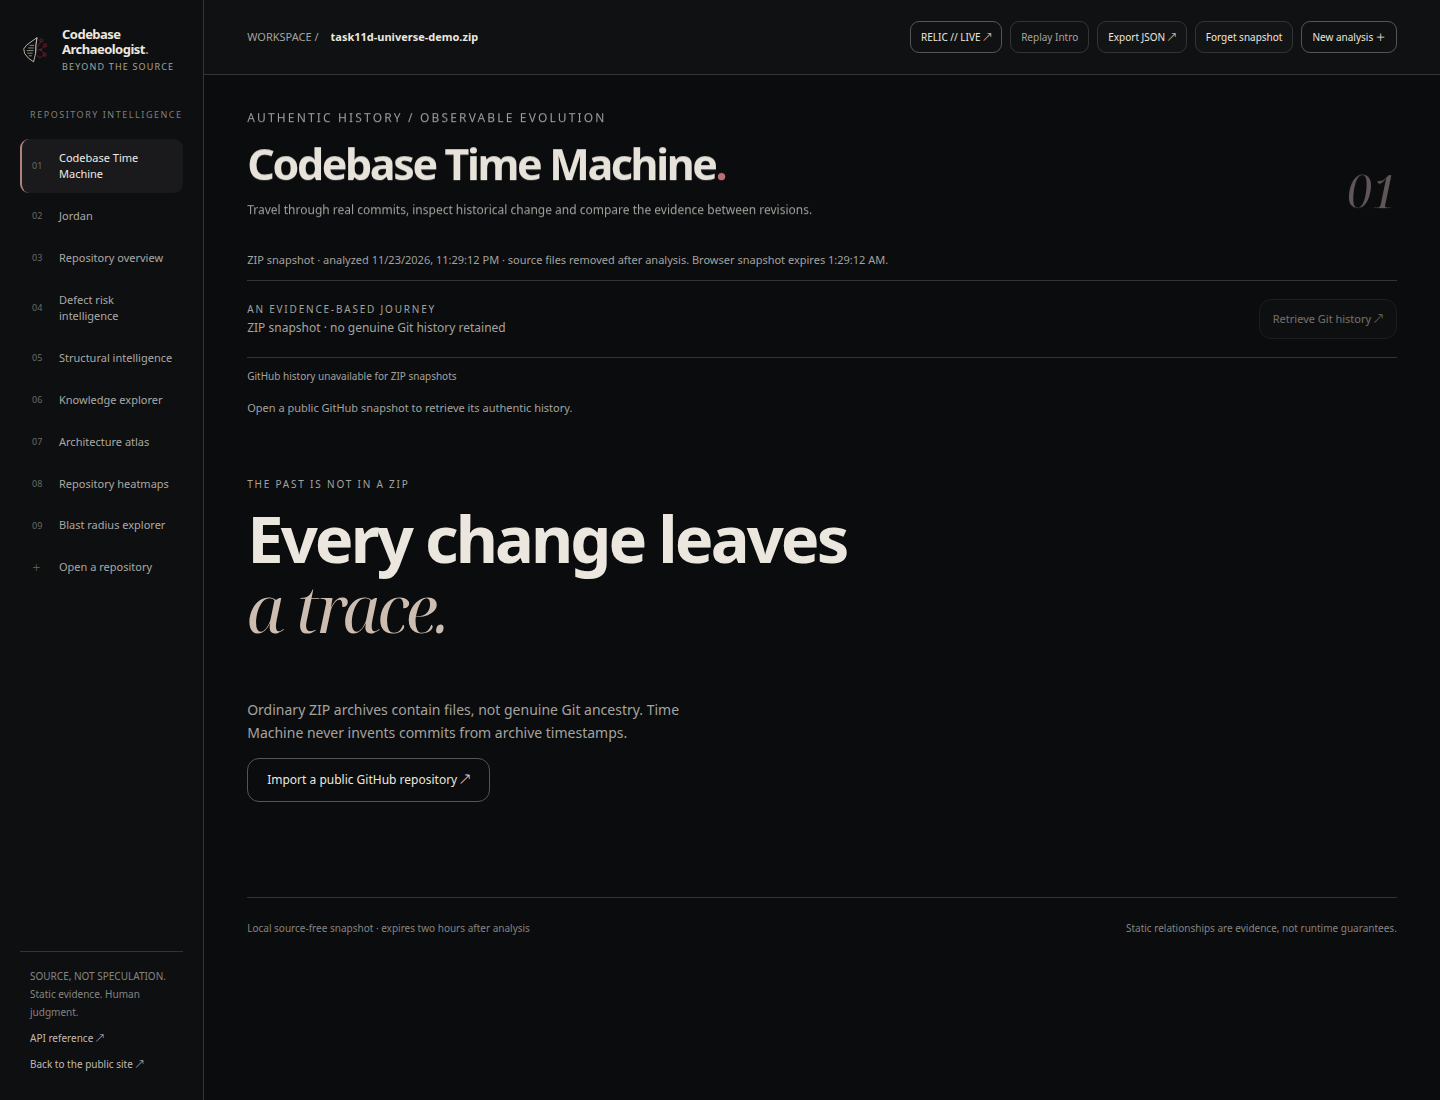 Codebase
Archaeologist.
BEYOND THE SOURCE
REPOSITORY INTELLIGENCE
01 Codebase Time
Machine
02 Jordan
03 Repository overview
04 Defect risk
intelligence
05 Structural intelligence
06 Knowledge explorer
07 Architecture atlas
08 Repository heatmaps
09 Blast radius explorer
+ Open a repository
SOURCE, NOT SPECULATION.
Static evidence. Human
judgment.
API reference ↗
Back to the public site ↗
WORKSPACE / task11d-universe-demo.zip
RELIC // LIVE ↗
Replay Intro
Export JSON ↗
Forget snapshot
New analysis +
AUTHENTIC HISTORY / OBSERVABLE EVOLUTION
Codebase Time Machine.
Travel through real commits, inspect historical change and compare the evidence between revisions.
01
ZIP snapshot · analyzed 11/23/2026, 11:29:12 PM · source files removed after analysis. Browser snapshot expires 1:29:12 AM.
AN EVIDENCE-BASED JOURNEY
ZIP snapshot · no genuine Git history retained
Retrieve Git history ↗
GitHub history unavailable for ZIP snapshots
Open a public GitHub snapshot to retrieve its authentic history.
THE PAST IS NOT IN A ZIP
Every change leaves
a trace.
Ordinary ZIP archives contain files, not genuine Git ancestry. Time
Machine never invents commits from archive timestamps.
Import a public GitHub repository ↗
Local source-free snapshot · expires two hours after analysis
Static relationships are evidence, not runtime guarantees.